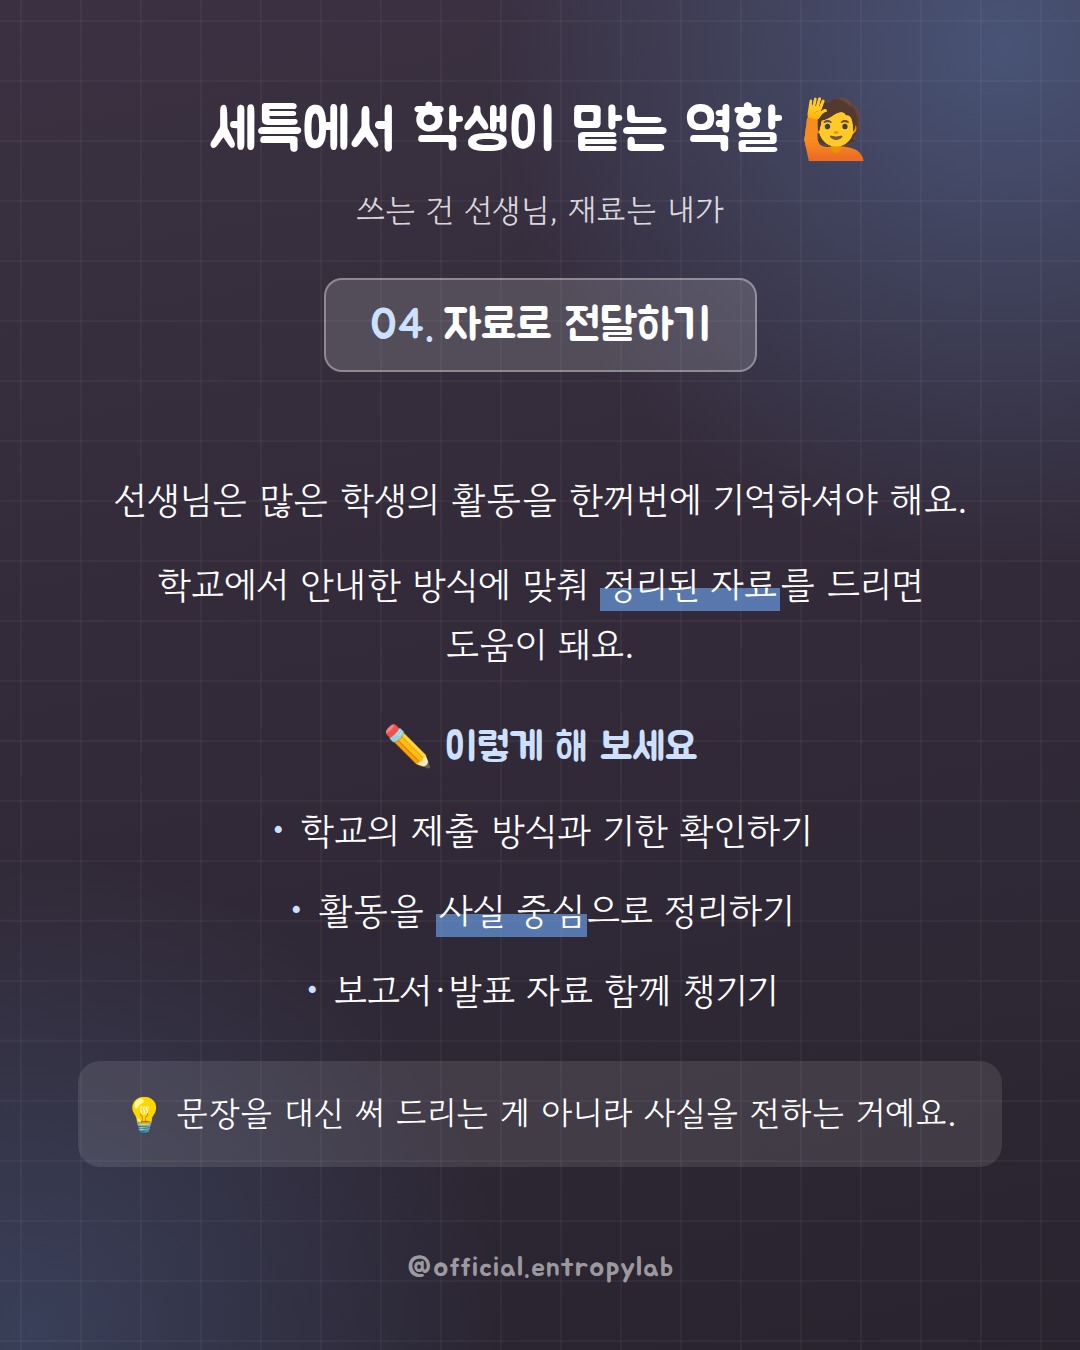 세특에서 학생이 맡는 역할 🙋
쓰는 건 선생님, 재료는 내가
04. 자료로 전달하기
선생님은 많은 학생의 활동을 한꺼번에 기억하셔야 해요.
학교에서 안내한 방식에 맞춰 정리된 자료를 드리면
도움이 돼요.
✏️ 이렇게 해 보세요
• 학교의 제출 방식과 기한 확인하기
• 활동을 사실 중심으로 정리하기
• 보고서·발표 자료 함께 챙기기
💡 문장을 대신 써 드리는 게 아니라 사실을 전하는 거예요.
@official.entropylab